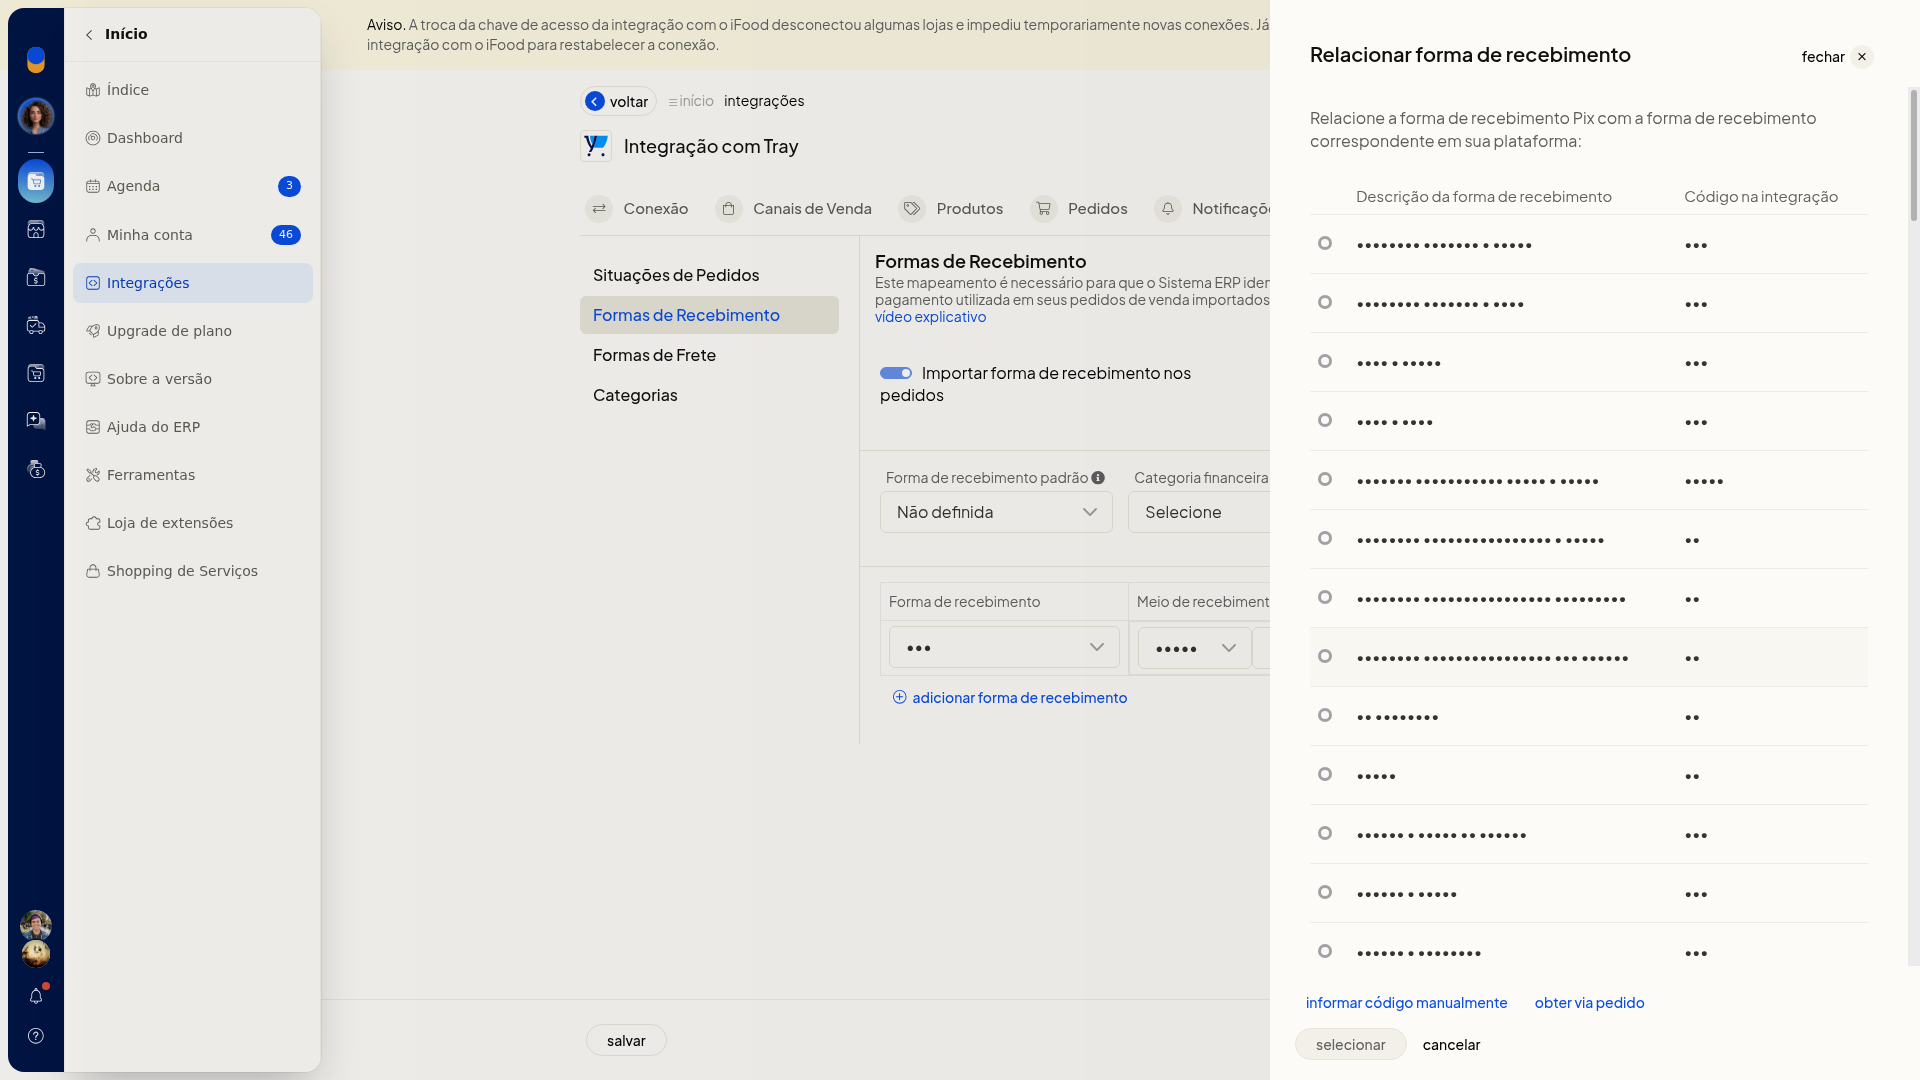 Início
Índice
Dashboard
Agenda 3
Minha conta 46
Integrações
Upgrade de plano
Sobre a versão
Ajuda do ERP
Ferramentas
Loja de extensões
Shopping de Serviços
Aviso. A troca da chave de acesso da integração com o iFood desconectou algumas lojas e impediu temporariamente novas conexões. Já
integração com o iFood para restabelecer a conexão.
voltar início integrações
Integração com Tray
Conexão Canais de Venda Produtos Pedidos Notificaçõ
Situações de Pedidos
Formas de Recebimento
Formas de Frete
Categorias
Formas de Recebimento
Este mapeamento é necessário para que o Sistema ERP iden
pagamento utilizada em seus pedidos de venda importados
vídeo explicativo
Importar forma de recebimento nos
pedidos
Forma de recebimento padrão Categoria financeira
Não definida Selecione
Forma de recebimento Meio de recebiment
••• •••••
adicionar forma de recebimento
salvar
Relacionar forma de recebimento
fechar
Relacione a forma de recebimento Pix com a forma de recebimento
correspondente em sua plataforma:
Descrição da forma de recebimento Código na integração
•••••••• ••••••• • ••••• •••
•••••••• ••••••• • •••• •••
•••• • ••••• •••
•••• • •••• •••
••••••• ••••••••••• ••••• • ••••• •••••
•••••••• •••••••••••••••• • ••••• ••
•••••••• •••••••••••••••• ••••••••• ••
•••••••• •••••••••••••••• ••• •••••• ••
•• •••••••• ••
••••• ••
•••••• • ••••• •• •••••• •••
•••••• • ••••• •••
•••••• • •••••••• •••
informar código manualmente obter via pedido
selecionar cancelar